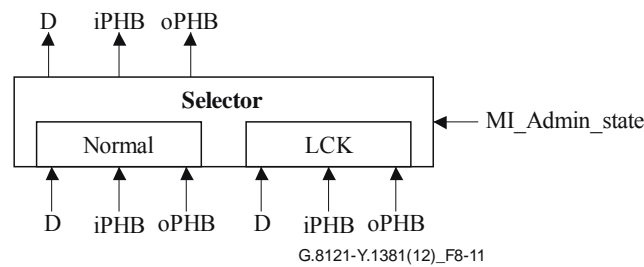 D iPHB oPHB
Selector
MI_Admin_state
Normal LCK
D iPHB oPHB D iPHB oPHB
G.8121-Y.1381(12)_F8-11